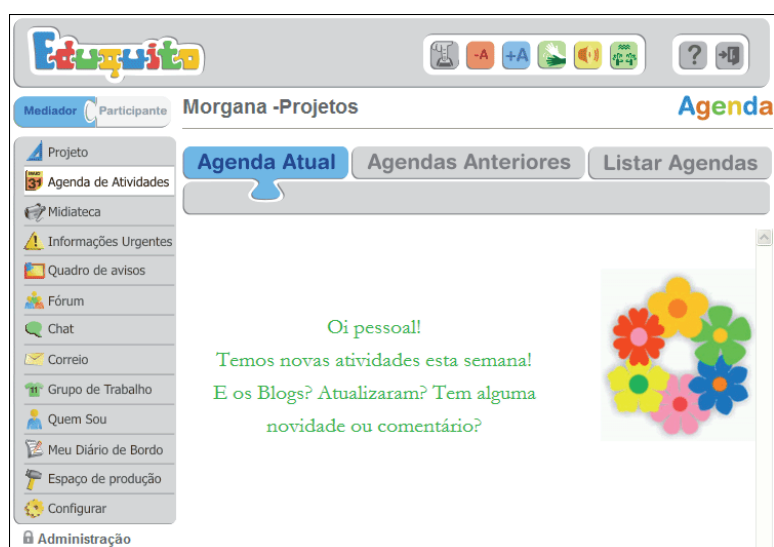 Eduquito
-A +A ?
Mediador Participante
Morgana -Projetos
Agenda
Projeto
Agenda de Atividades
Midiateca
Informações Urgentes
Quadro de avisos
Fórum
Chat
Correio
Grupo de Trabalho
Quem Sou
Meu Diário de Bordo
Espaço de produção
Configurar
Administração
Agenda Atual Agendas Anteriores Listar Agendas
Oi pessoal!
Temos novas atividades esta semana!
E os Blogs? Atualizaram? Tem alguma
novidade ou comentário?